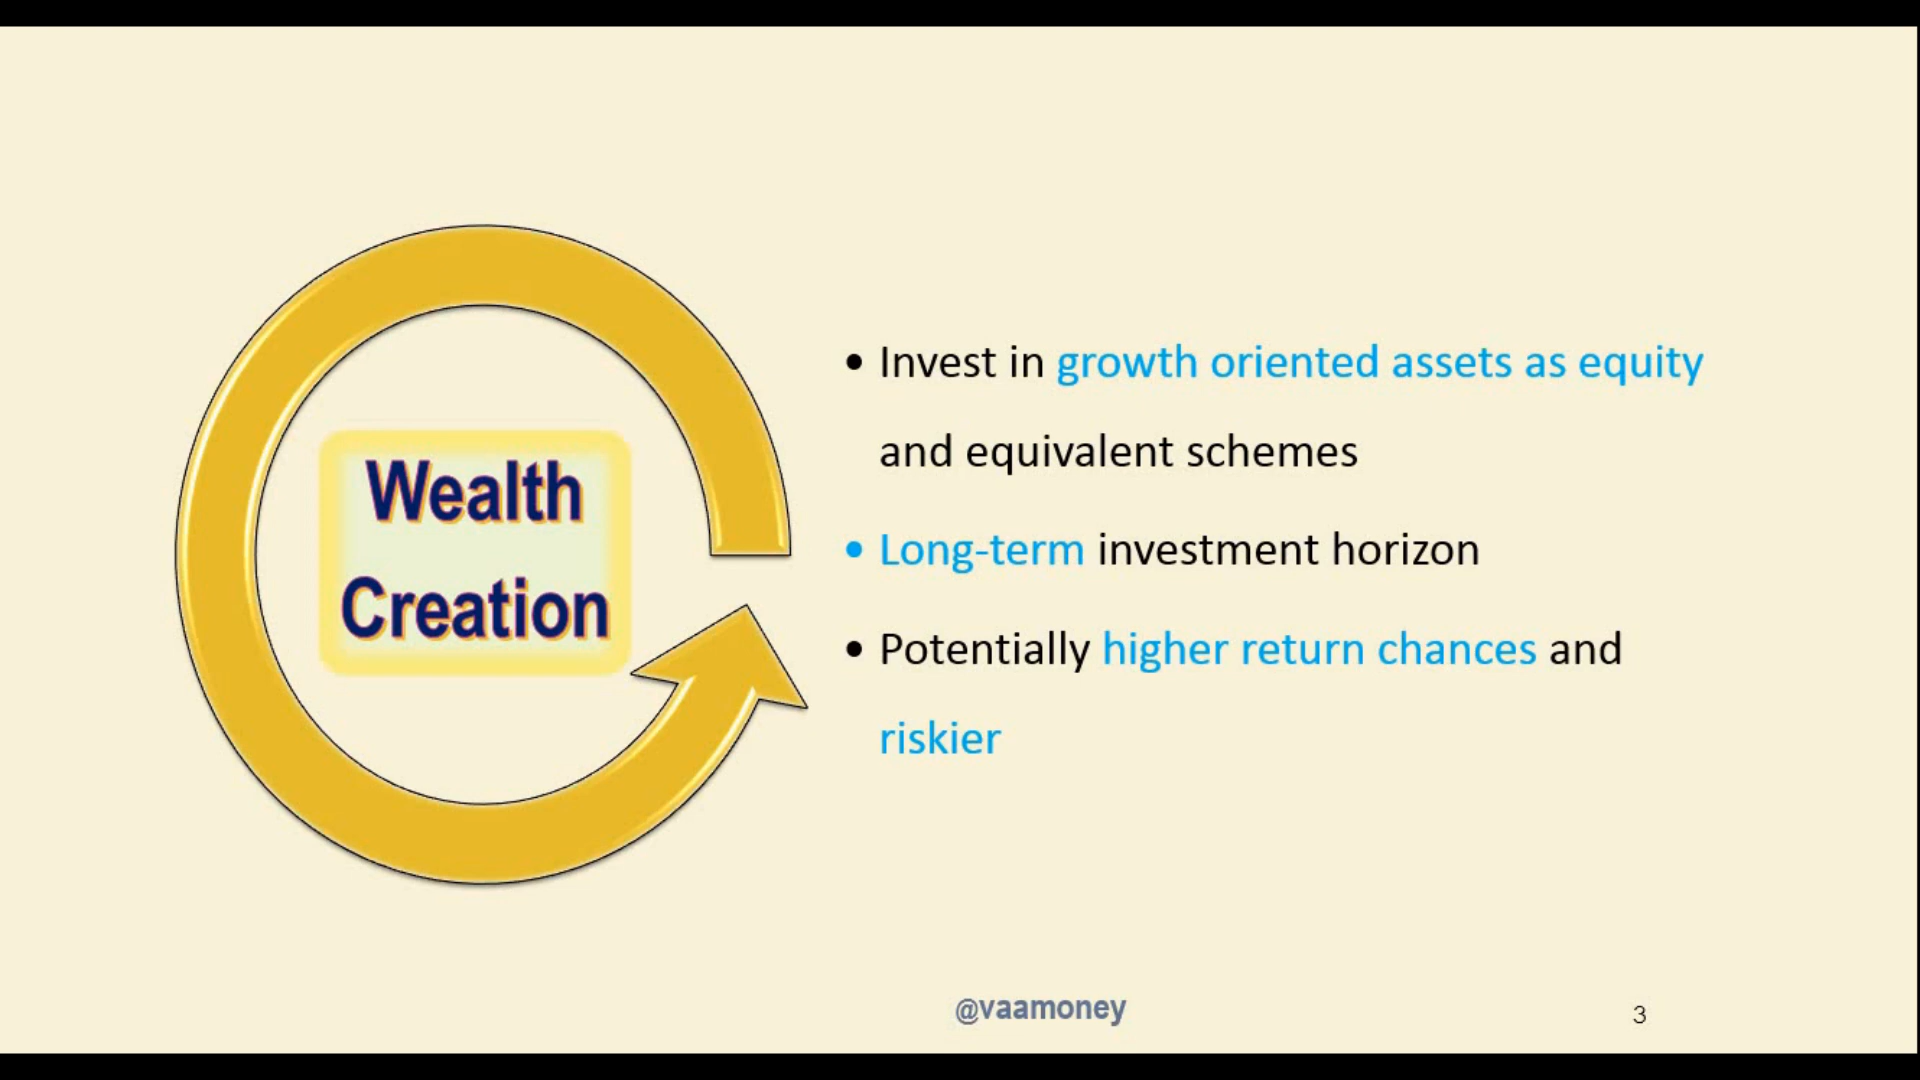 Wealth
Creation
• Invest in growth oriented assets as equity
and equivalent schemes
• Long-term investment horizon
• Potentially higher return chances and
riskier
@vaamoney
3